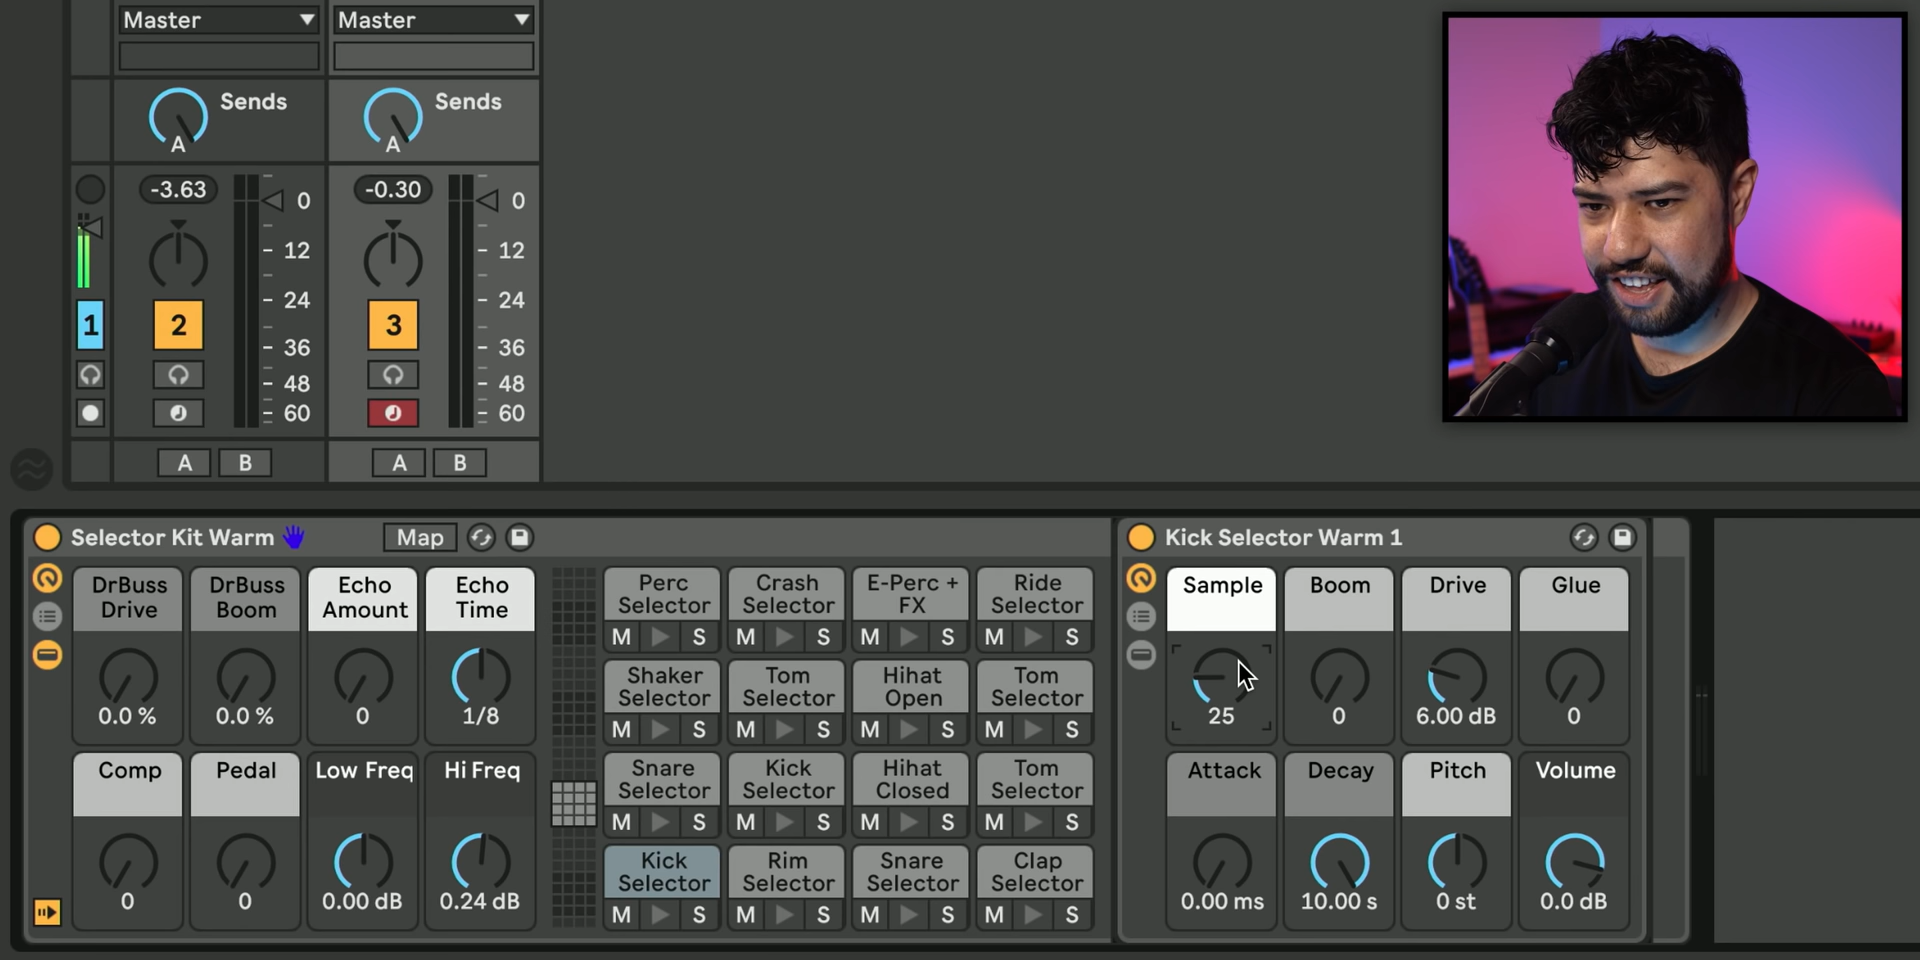 Master Master
Sends Sends
A A
-3.63 -0.30
0 0
12 12
24 24
1 2 3
36 36
48 48
60 60
A B A B
Selector Kit Warm Map
DrBuss
Drive
DrBuss
Boom
Echo
Amount
Echo
Time
0.0 % 0.0 % 0 1/8
Comp Pedal Low Freq Hi Freq
0 0 0.00 dB 0.24 dB
Perc
Selector
Crash
Selector
E-Perc +
FX
Ride
Selector
M S M S M S M S
Shaker
Selector
Tom
Selector
Hihat
Open
Tom
Selector
M S M S M S M S
Snare
Selector
Kick
Selector
Hihat
Closed
Tom
Selector
M S M S M S M S
Kick
Selector
Rim
Selector
Snare
Selector
Clap
Selector
M S M S M S M S
Kick Selector Warm 1
Sample Boom Drive Glue
25 0 6.00 dB 0
Attack Decay Pitch Volume
0.00 ms 10.00 s 0 st 0.0 dB